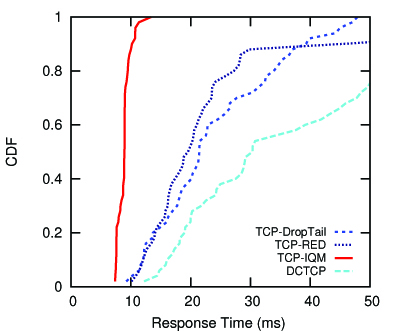 1
0.8
0.6
0.4
0.2
0
CDF
TCP-DropTail
TCP-RED
TCP-IQM
DCTCP
0 10 20 30 40 50
Response Time (ms)